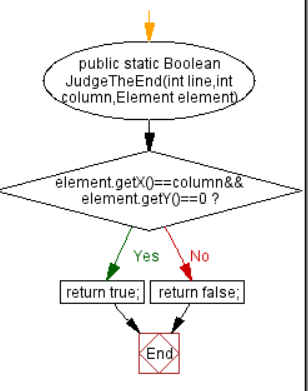 public static Boolean
JudgeTheEnd(int line,int
column,Element element)
element.getX()==column&&
element.getY()==0 ?
Yes
No
return true;
return false;
End